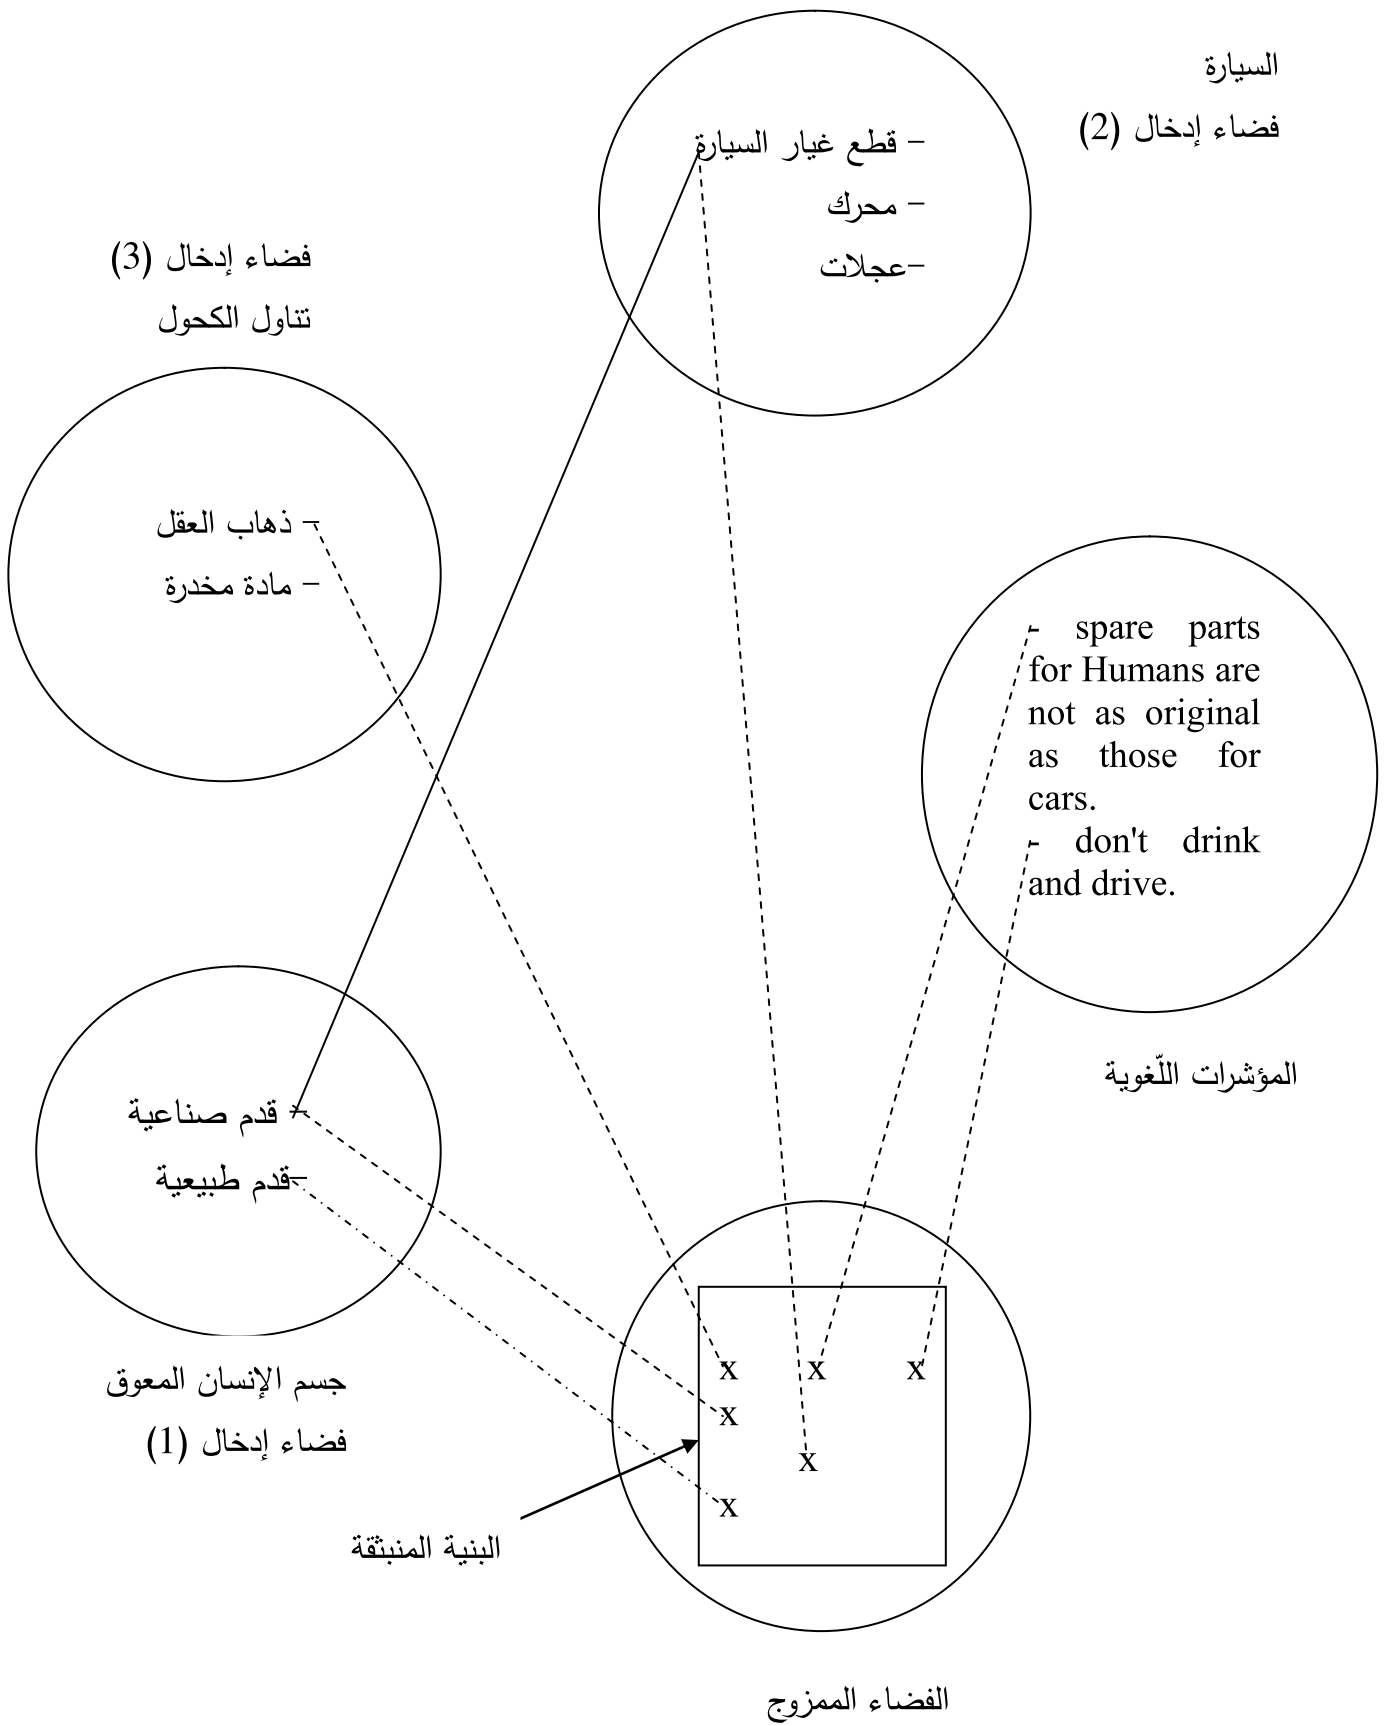 السيارة
فضاء إدخال (2)
– قطع غيار السيارة
– محرك
–عجلات
فضاء إدخال (3)
تناول الكحول
– ذهاب العقل
– مادة مخدرة
- spare parts
for Humans are
not as original
as those for
cars.
- don't drink
and drive.
المؤشرات اللّغوية
– قدم صناعية
–قدم طبيعية
جسم الإنسان المعوق
فضاء إدخال (1)
x x x
x
x
x
البنية المنبثقة
الفضاء الممزوج